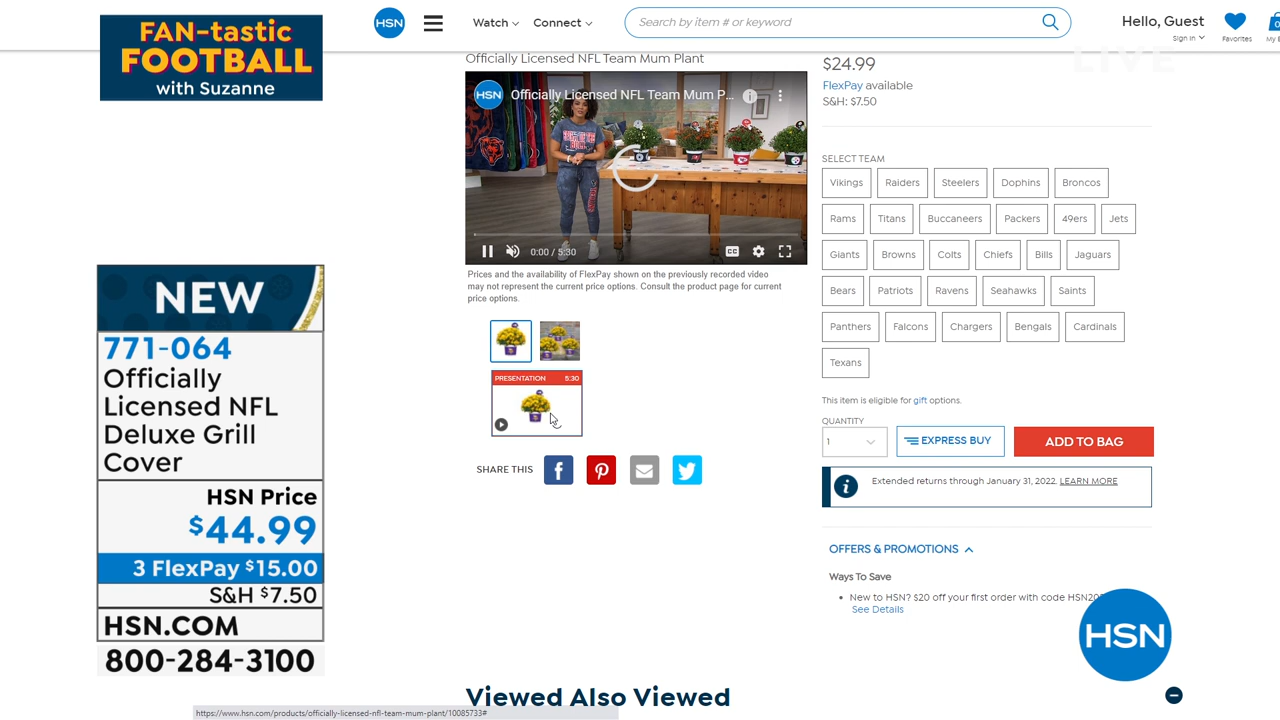 FAN-tastic
FOOTBALL
with Suzanne
HSN
Watch
Connect
Search by item # or keyword
Hello, Guest
Sign In
Favorites
LIVE
Officially Licensed NFL Team Mum Plant
HSN
Officially Licensed NFL Team Mum P...
0:00 / 5:30
Prices and the availability of FlexPay shown on the previously recorded video
may not represent the current price options. Consult the product page for current
price options.
PRESENTATION 5:30
SHARE THIS
$24.99
FlexPay available
S&H: $7.50
SELECT TEAM
Vikings Raiders Steelers Dophins Broncos
Rams Titans Buccaneers Packers 49ers Jets
Giants Browns Colts Chiefs Bills Jaguars
Bears Patriots Ravens Seahawks Saints
Panthers Falcons Chargers Bengals Cardinals
Texans
This item is eligible for gift options.
QUANTITY
1
EXPRESS BUY
ADD TO BAG
Extended returns through January 31, 2022. LEARN MORE
OFFERS & PROMOTIONS
Ways To Save
New to HSN? $20 off your first order with code
See Details
HSN
NEW
771-064
Officially
Licensed NFL
Deluxe Grill
Cover
HSN Price
$44.99
3 FlexPay $15.00
S&H $7.50
HSN.COM
800-284-3100
Viewed Also Viewed
https://www.hsn.com/products/officially-licensed-nfl-team-mum-plant/10085733#